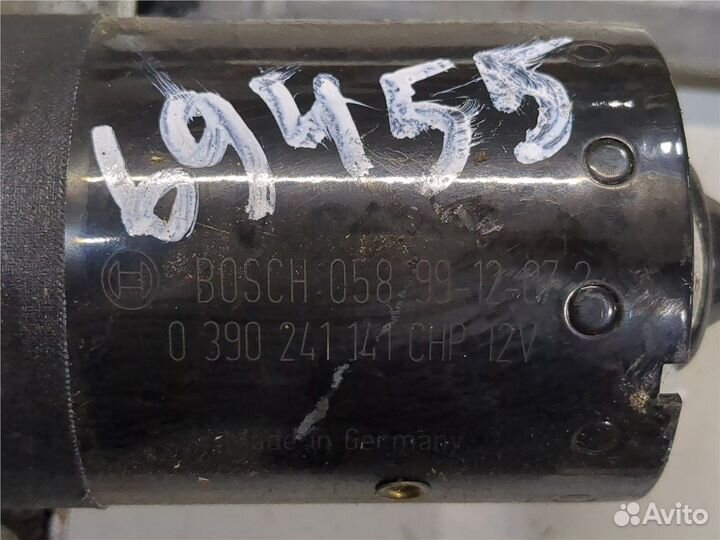 69455
BOSCH 058 99-12-07 2
0 390 241 141 CHP 12V
Made in Germany
Avito